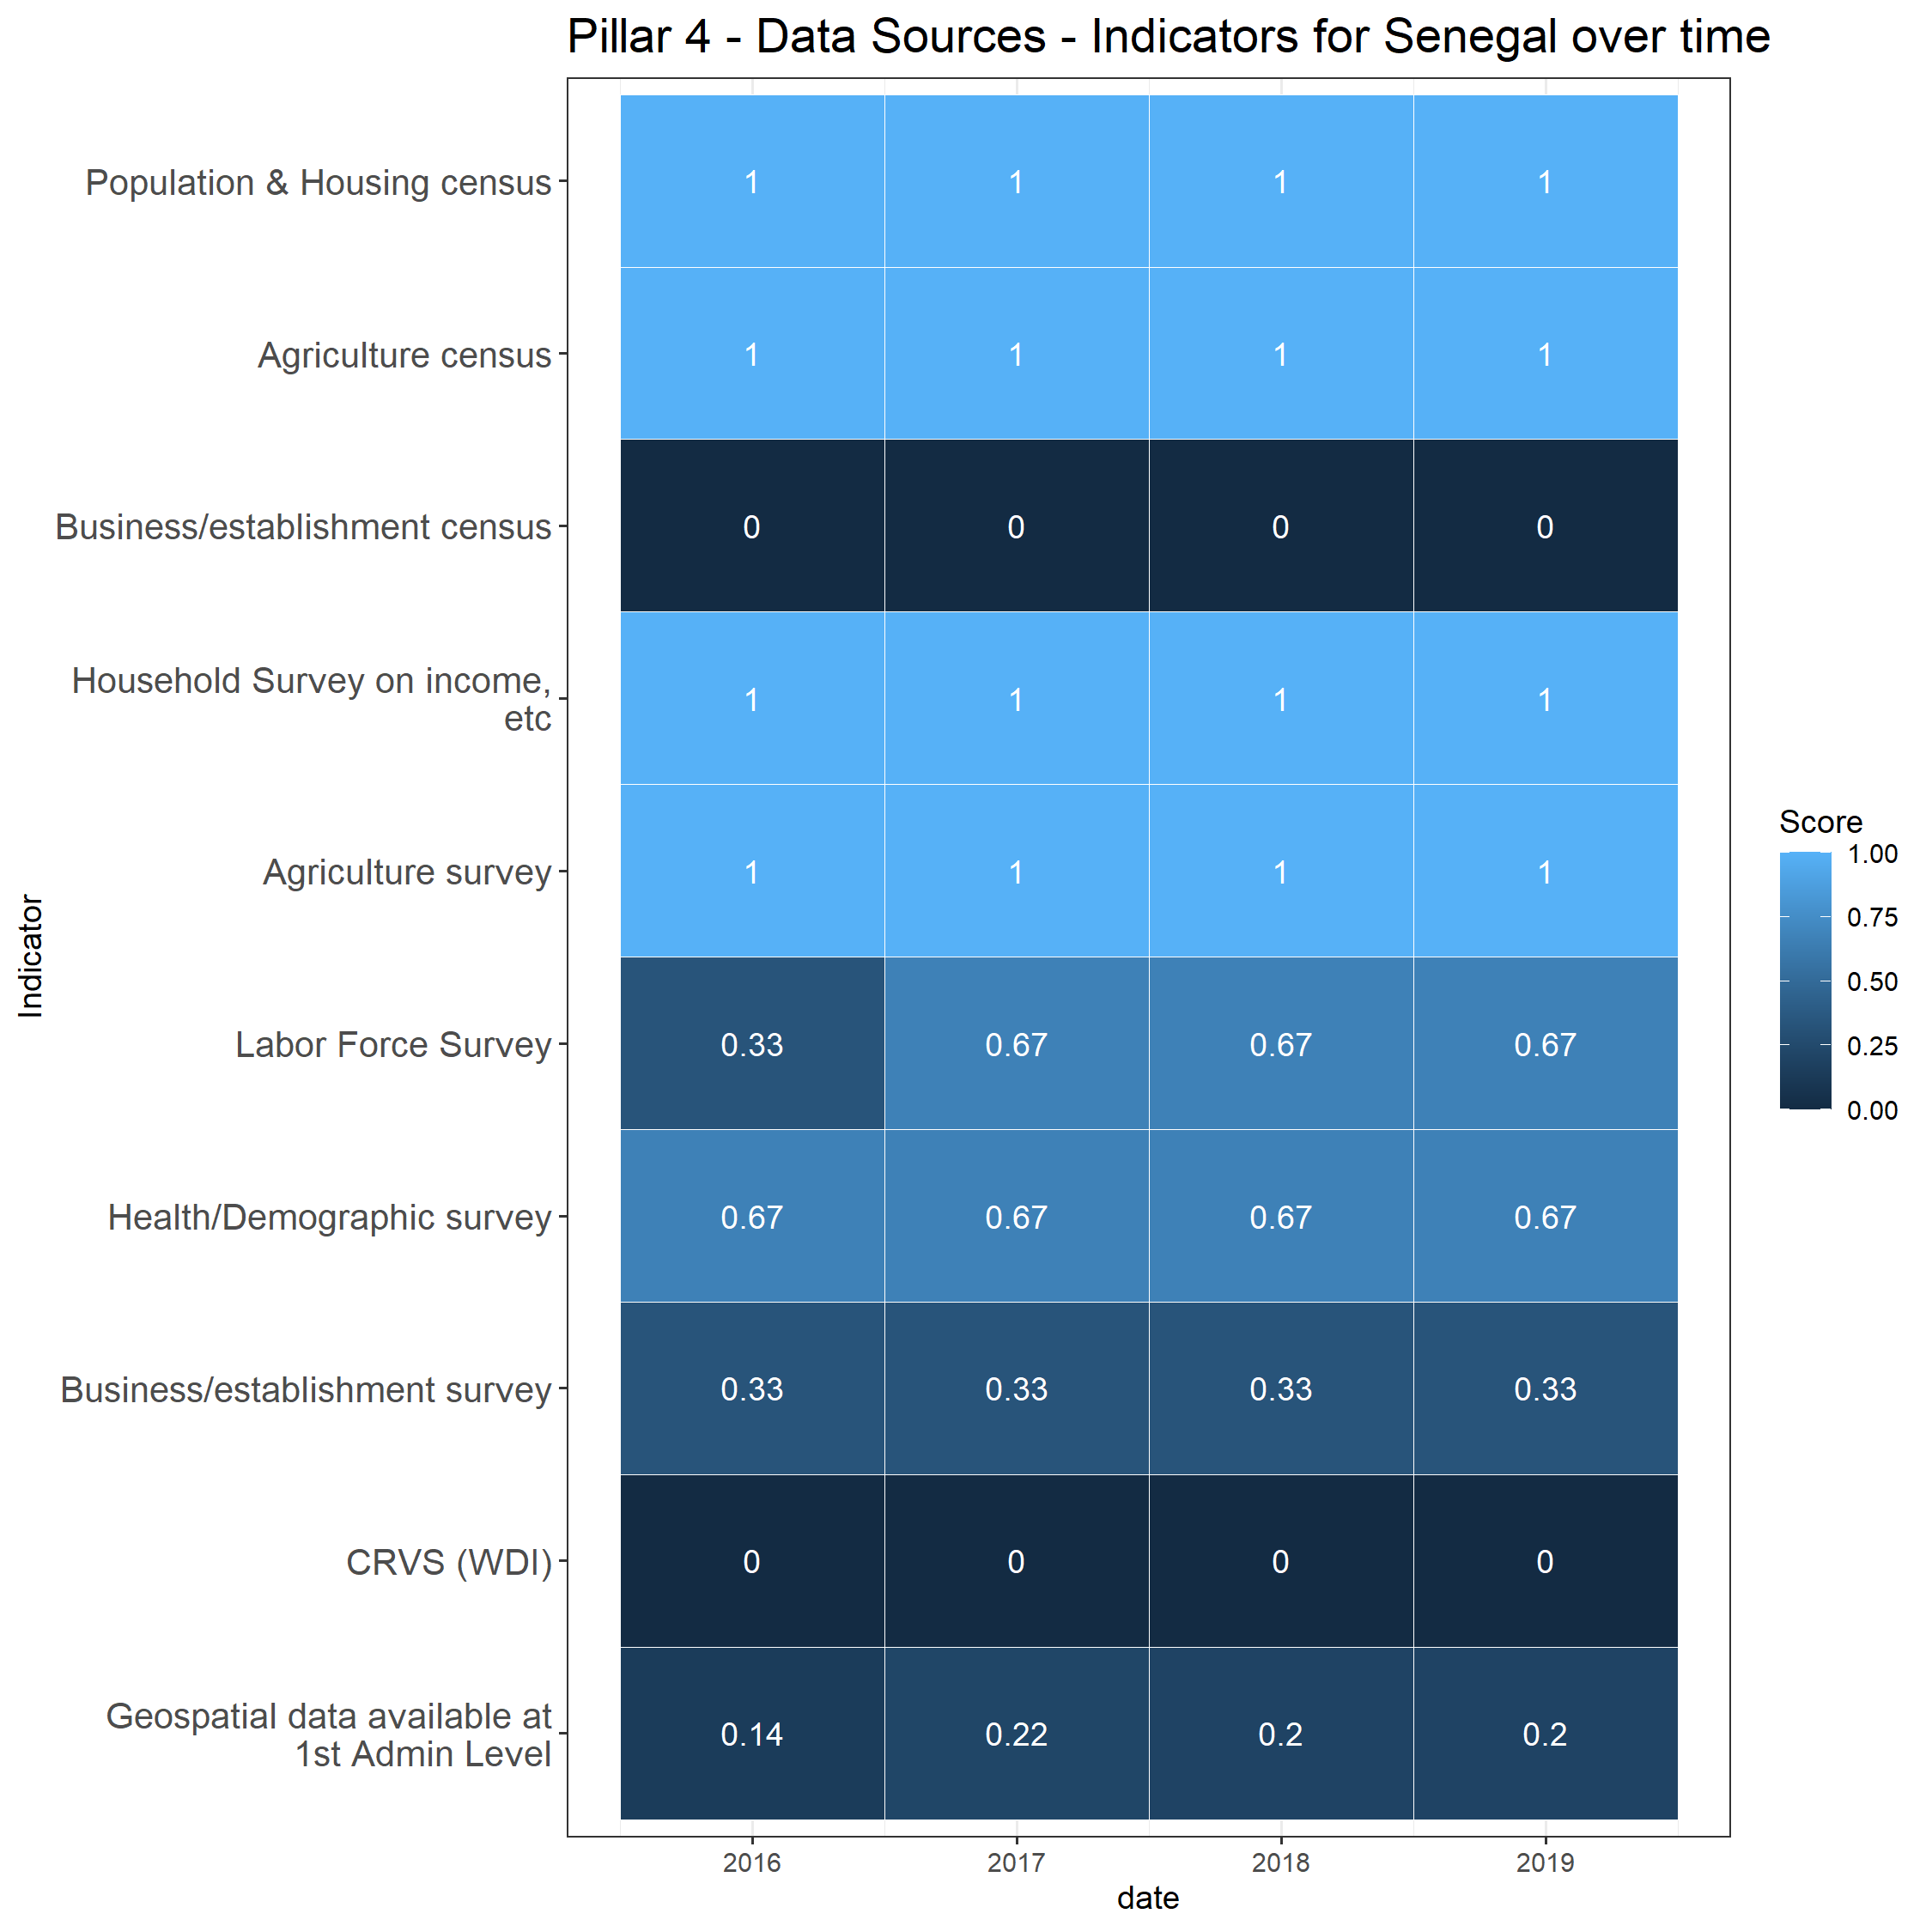 Pillar 4 - Data Sources - Indicators for Senegal over time
Indicator
Population & Housing census
1 1 1 1
Agriculture census
1 1 1 1
Business/establishment census
0 0 0 0
Household Survey on income,
etc
1 1 1 1
Agriculture survey
1 1 1 1
Labor Force Survey
0.33 0.67 0.67 0.67
Health/Demographic survey
0.67 0.67 0.67 0.67
Business/establishment survey
0.33 0.33 0.33 0.33
CRVS (WDI)
0 0 0 0
Geospatial data available at
1st Admin Level
0.14 0.22 0.2 0.2
2016 2017 2018 2019
date
Score
1.00
0.75
0.50
0.25
0.00